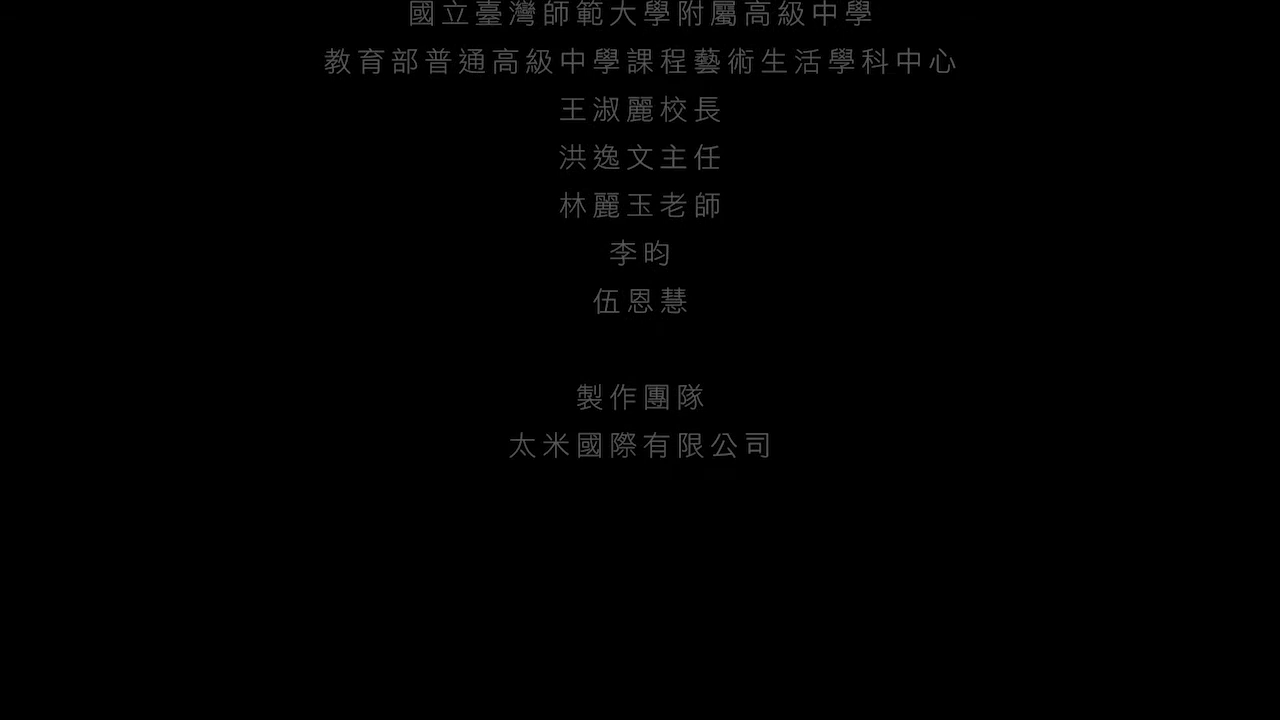 國立臺灣師範大學附屬高級中學
教育部普通高級中學課程藝術生活學科中心
王淑麗校長
洪逸文主任
林麗玉老師
李昀
伍恩慧
製作團隊
太米國際有限公司